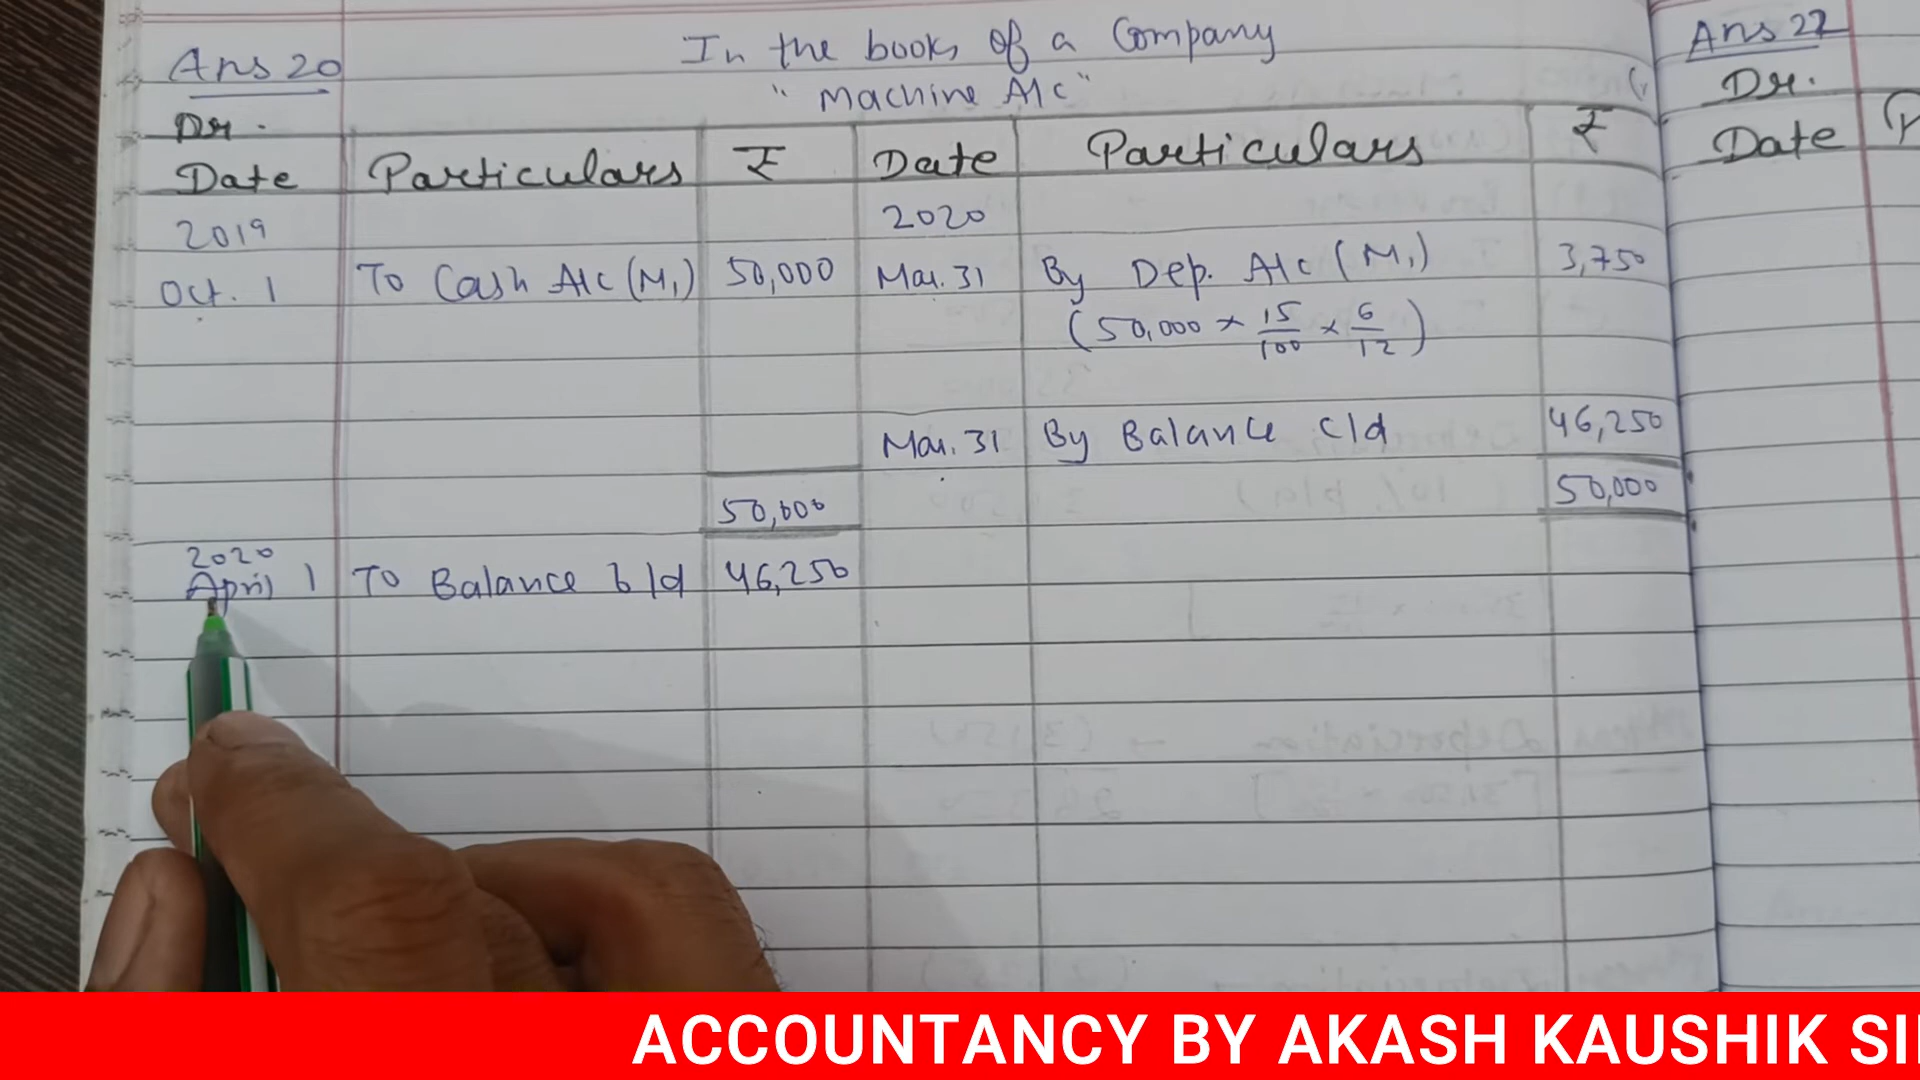 Ans 20
In the books of a Company
"Machine A/c"
Dr.
Date Particulars ₹ Date Particulars ₹
2019 2020
Oct. 1 To Cash A/c (M₁) 50,000 Mar. 31 By Dep. A/c (M₁) 3,750
(50,000 × 15/100 × 6/12)
Mar. 31 By Balance c/d 46,250
50,000 50,000
2020
April 1 To Balance b/d 46,250
Ans 22
Dr.
Date P
ACCOUNTANCY BY AKASH KAUSHIK SI